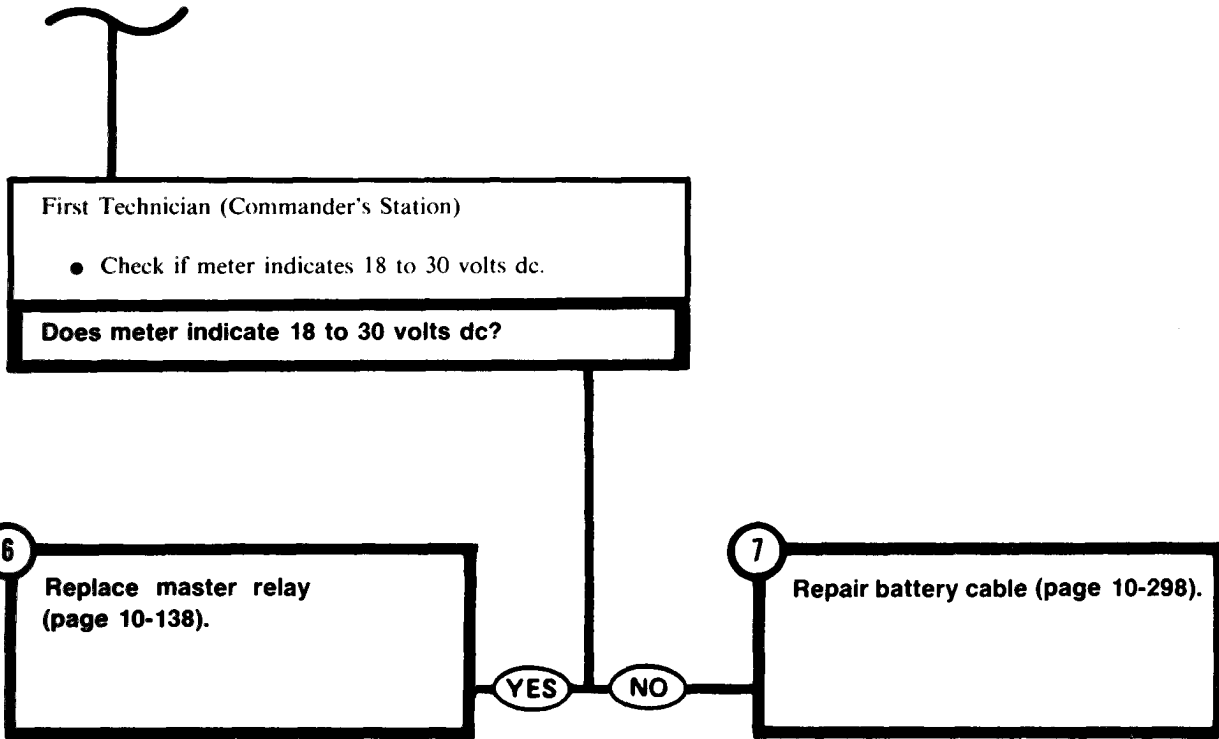 First Technician (Commander's Station)
● Check if meter indicates 18 to 30 volts dc.
Does meter indicate 18 to 30 volts dc?
6
Replace master relay
(page 10-138).
YES
NO
7
Repair battery cable (page 10-298).